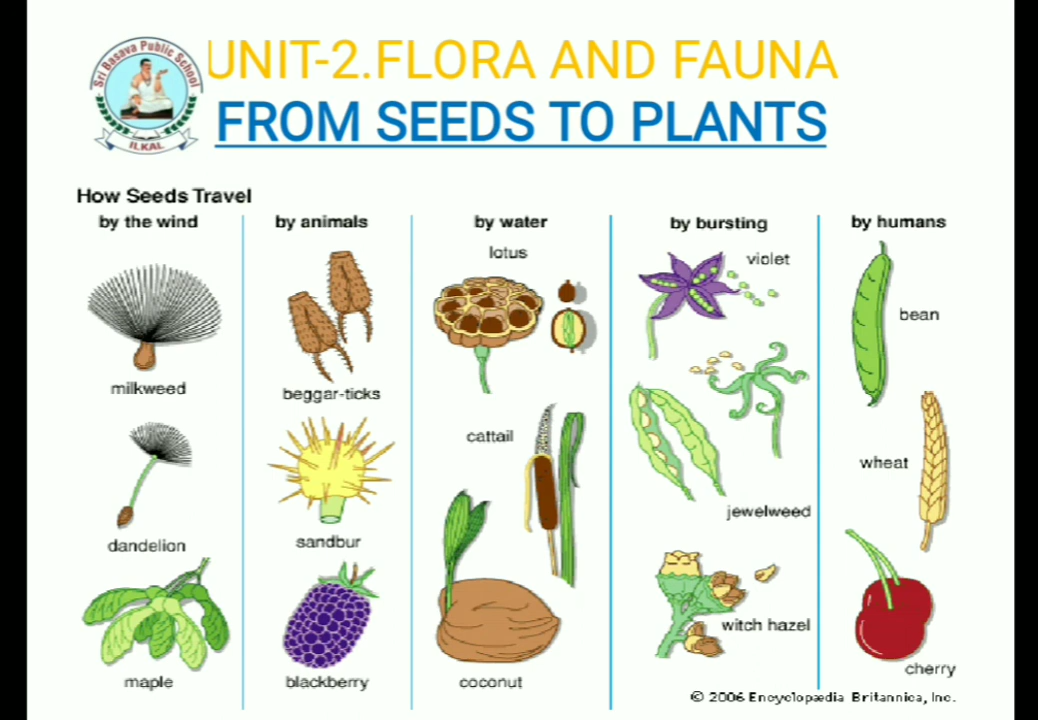 Sri Basava Public School
ILKAL
UNIT-2.FLORA AND FAUNA
FROM SEEDS TO PLANTS
How Seeds Travel
by the wind
by animals
by water
by bursting
by humans
milkweed
dandelion
maple
beggar-ticks
sandbur
blackberry
lotus
cattail
coconut
violet
jewelweed
witch hazel
bean
wheat
cherry
© 2006 Encyclopædia Britannica, Inc.